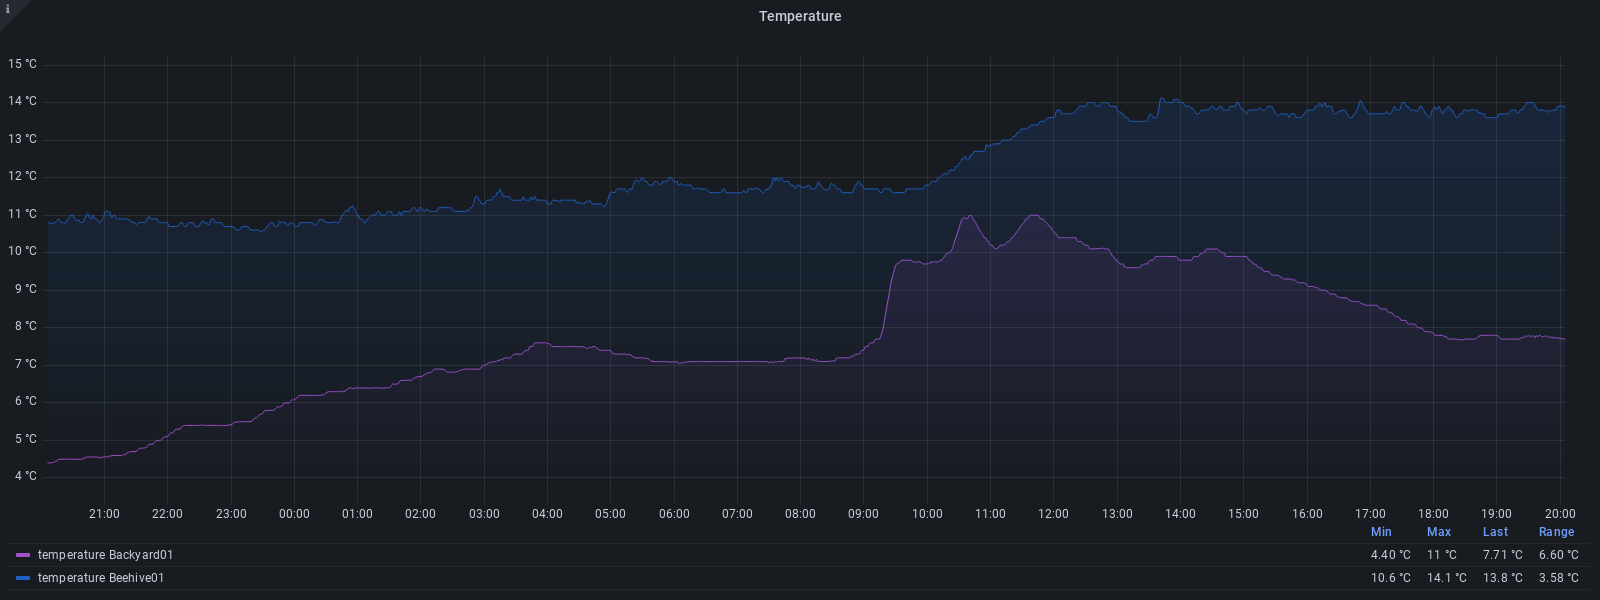 i
Temperature
15 °C
14 °C
13 °C
12 °C
11 °C
10 °C
9 °C
8 °C
7 °C
6 °C
5 °C
4 °C
21:00 22:00 23:00 00:00 01:00 02:00 03:00 04:00 05:00 06:00 07:00 08:00 09:00 10:00 11:00 12:00 13:00 14:00 15:00 16:00 17:00 18:00 19:00 20:00
Min Max Last Range
temperature Backyard01 4.40 °C 11 °C 7.71 °C 6.60 °C
temperature Beehive01 10.6 °C 14.1 °C 13.8 °C 3.58 °C